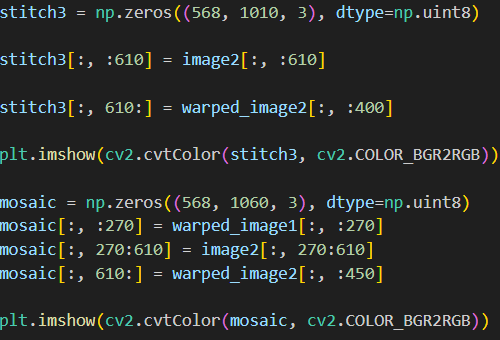 stitch3 = np.zeros((568, 1010, 3), dtype=np.uint8)
stitch3[:, :610] = image2[:, :610]
stitch3[:, 610:] = warped_image2[:, :400]
plt.imshow(cv2.cvtColor(stitch3, cv2.COLOR_BGR2RGB))
mosaic = np.zeros((568, 1060, 3), dtype=np.uint8)
mosaic[:, :270] = warped_image1[:, :270]
mosaic[:, 270:610] = image2[:, 270:610]
mosaic[:, 610:] = warped_image2[:, :450]
plt.imshow(cv2.cvtColor(mosaic, cv2.COLOR_BGR2RGB))